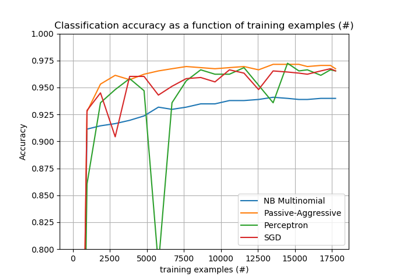 Classification accuracy as a function of training examples (#)
1.000
0.975
0.950
0.925
0.900
0.875
0.850
0.825
0.800
Accuracy
NB Multinomial
Passive-Aggressive
Perceptron
SGD
0 2500 5000 7500 10000 12500 15000 17500
training examples (#)